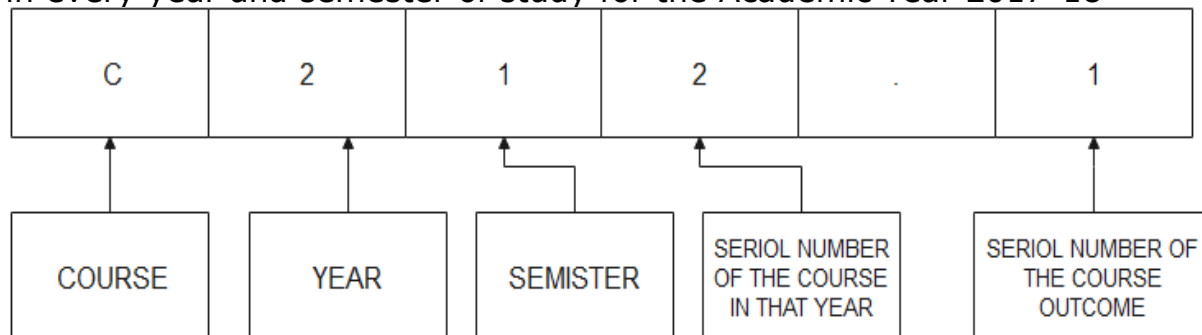 in every year and semester of study for the Academic Year 2017-18
C 2 1 2 . 1
COURSE
YEAR
SEMISTER
SERIOL NUMBER
OF THE COURSE
IN THAT YEAR
SERIOL NUMBER OF
THE COURSE
OUTCOME